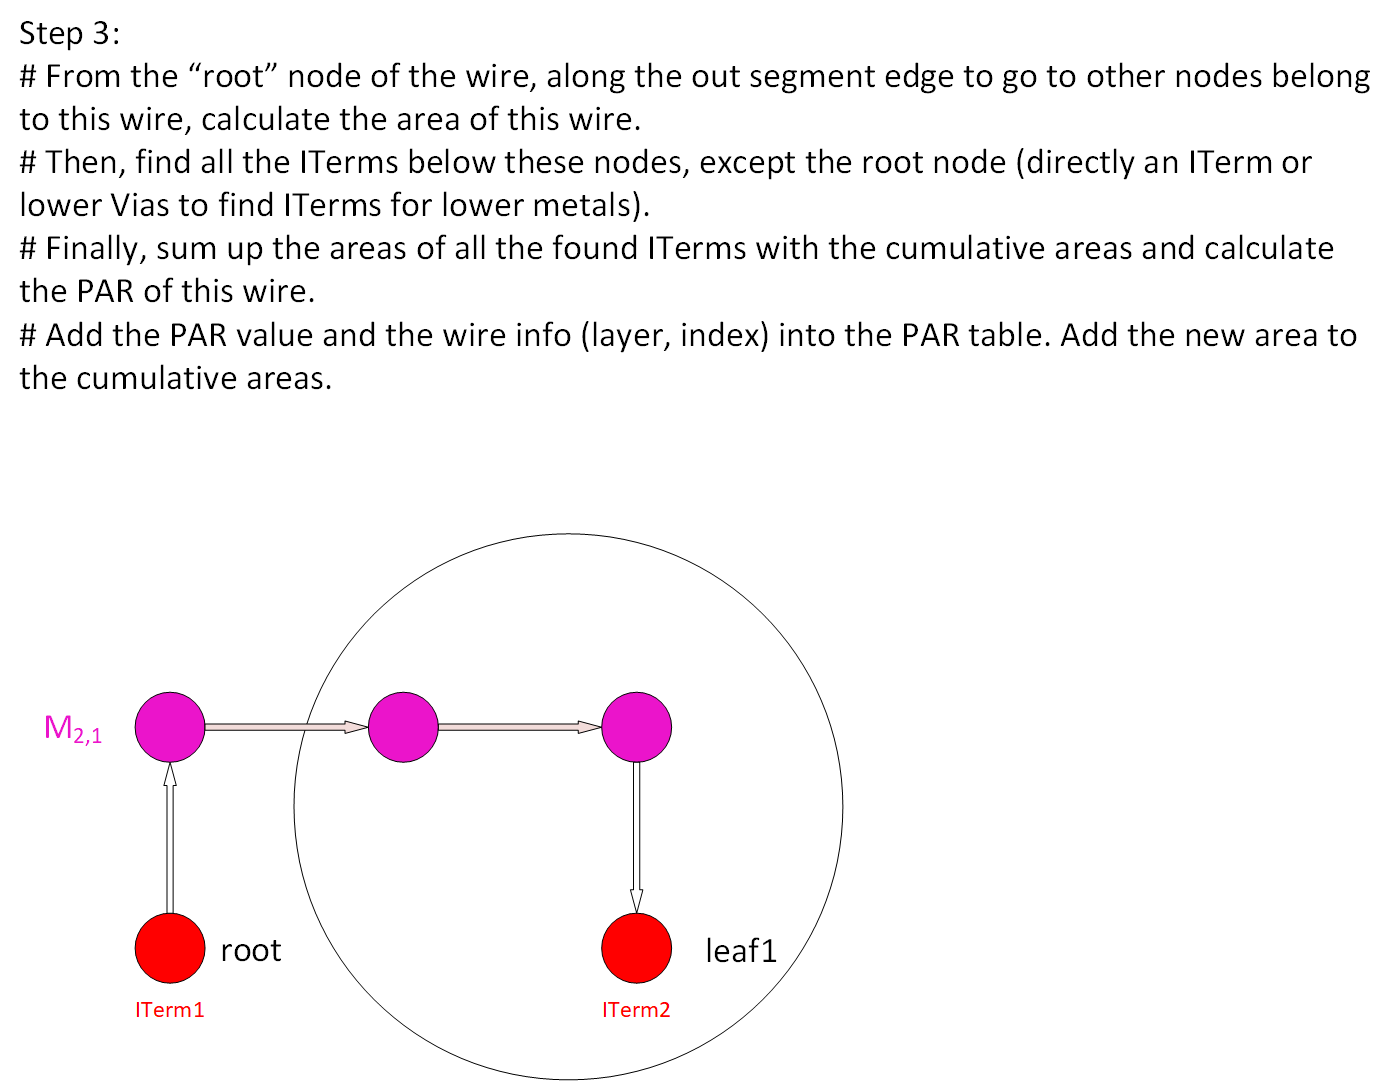 Step 3:
# From the “root” node of the wire, along the out segment edge to go to other nodes belong
to this wire, calculate the area of this wire.
# Then, find all the ITerms below these nodes, except the root node (directly an ITerm or
lower Vias to find ITerms for lower metals).
# Finally, sum up the areas of all the found ITerms with the cumulative areas and calculate
the PAR of this wire.
# Add the PAR value and the wire info (layer, index) into the PAR table. Add the new area to
the cumulative areas.
M2,1
root
leaf1
ITerm1
ITerm2